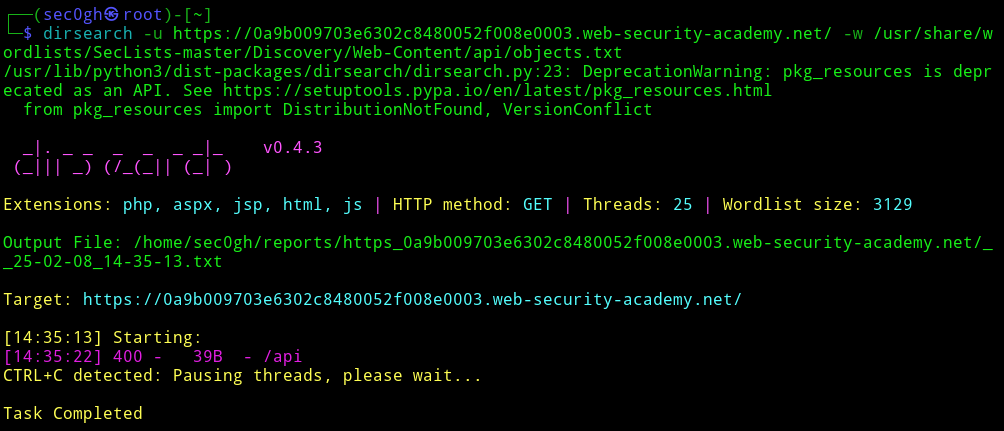 ┌──(sec0gh㉿root)-[~]
└─$ dirsearch -u https://0a9b009703e6302c8480052f008e0003.web-security-academy.net/ -w /usr/share/w
ordlists/SecLists-master/Discovery/Web-Content/api/objects.txt
/usr/lib/python3/dist-packages/dirsearch/dirsearch.py:23: DeprecationWarning: pkg_resources is depr
ecated as an API. See https://setuptools.pypa.io/en/latest/pkg_resources.html
  from pkg_resources import DistributionNotFound, VersionConflict
  _|. _ _  _  _  _ _|_    v0.4.3
 (_||| _) (/_(_|| (_| )
Extensions: php, aspx, jsp, html, js | HTTP method: GET | Threads: 25 | Wordlist size: 3129
Output File: /home/sec0gh/reports/https_0a9b009703e6302c8480052f008e0003.web-security-academy.net/_
_25-02-08_14-35-13.txt
Target: https://0a9b009703e6302c8480052f008e0003.web-security-academy.net/
[14:35:13] Starting:
[14:35:22] 400 -   39B  - /api
CTRL+C detected: Pausing threads, please wait...
Task Completed